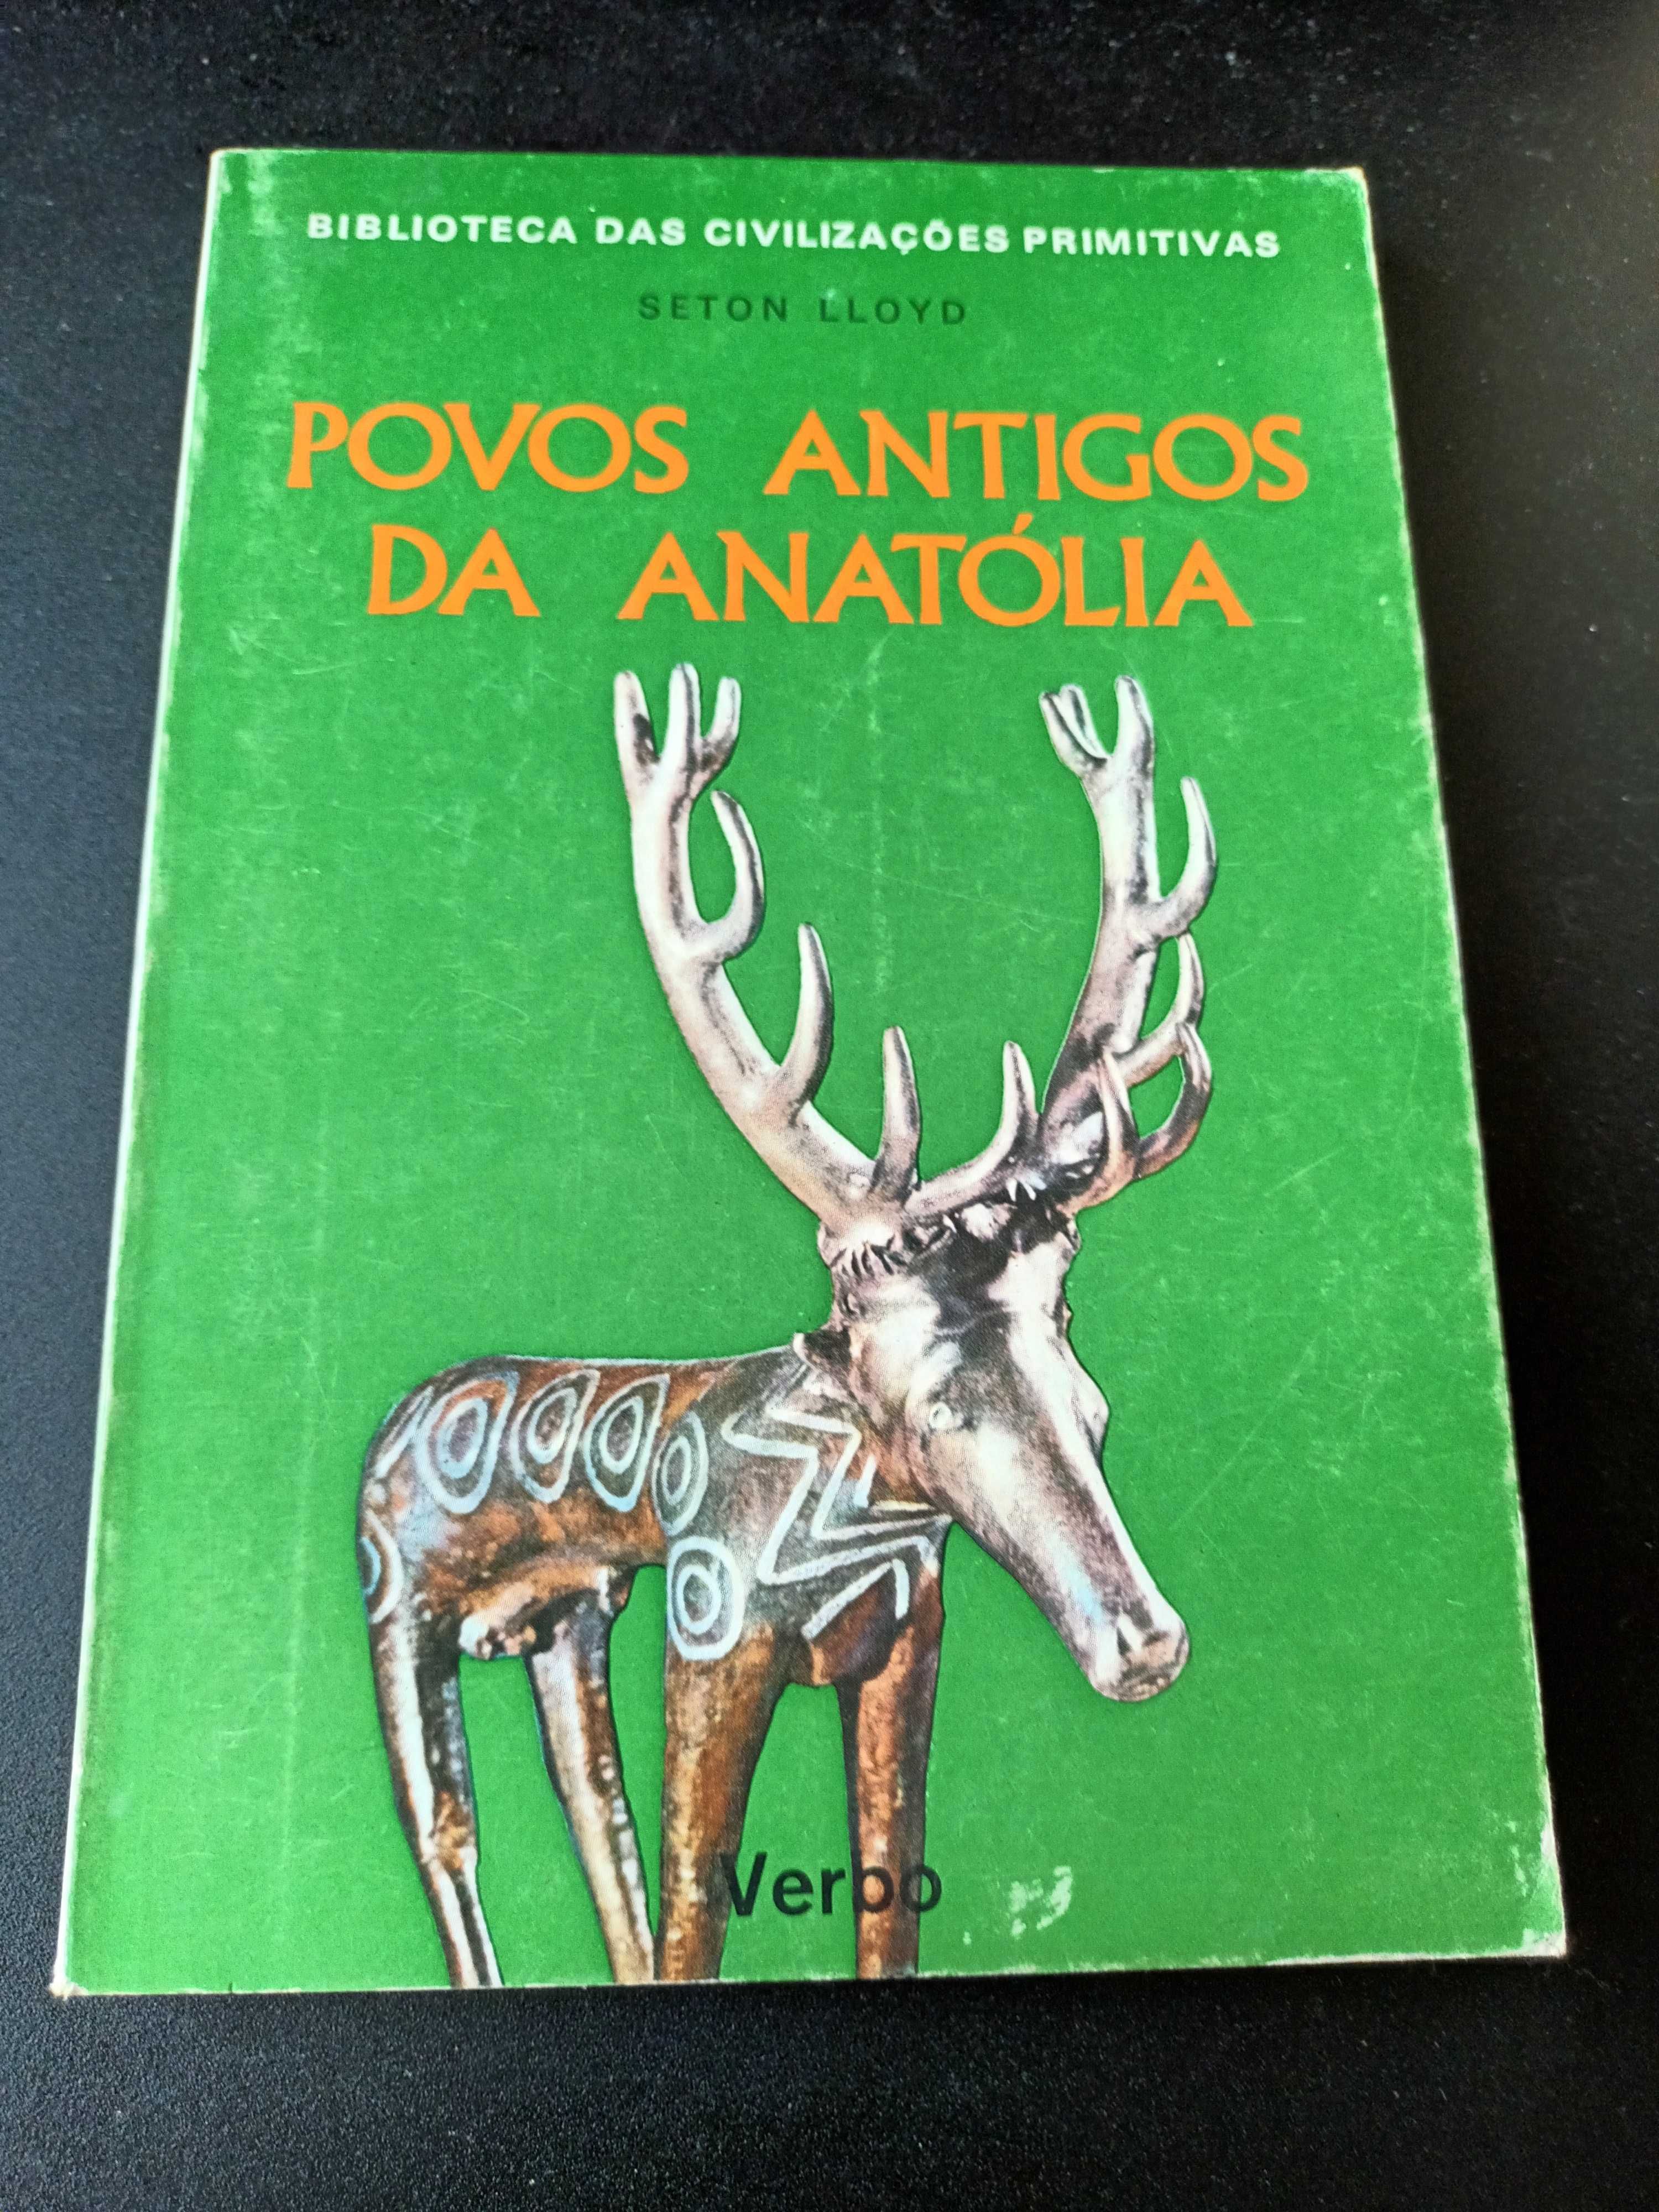 BIBLIOTECA DAS CIVILIZAÇÕES PRIMITIVAS
SETON LLOYD
POVOS ANTIGOS
DA ANATÓLIA
Verbo